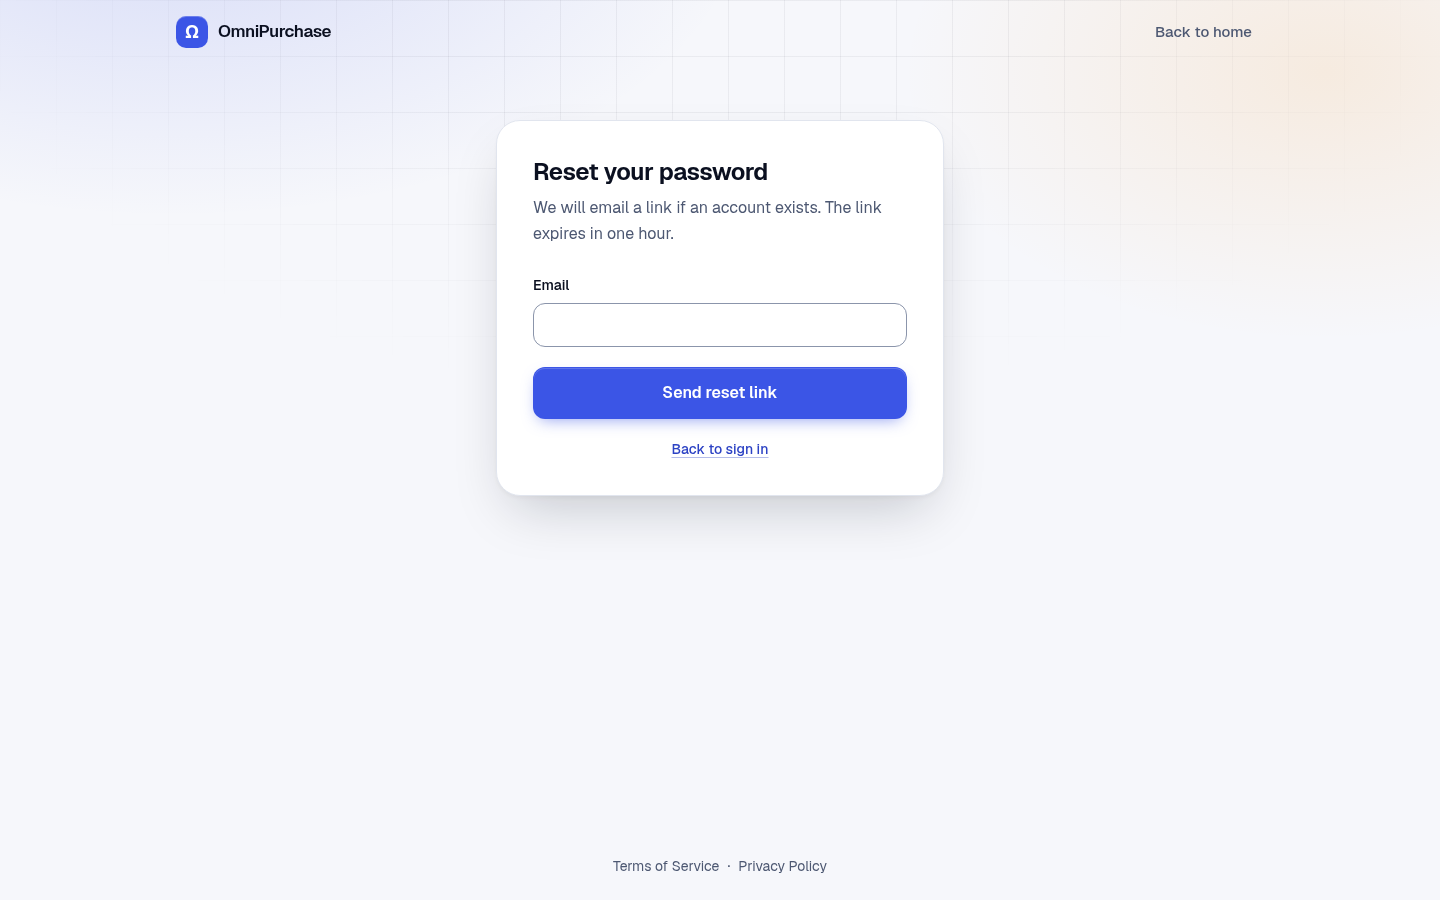 Ω OmniPurchase
Back to home
Reset your password
We will email a link if an account exists. The link
expires in one hour.
Email
Send reset link
Back to sign in
Terms of Service · Privacy Policy